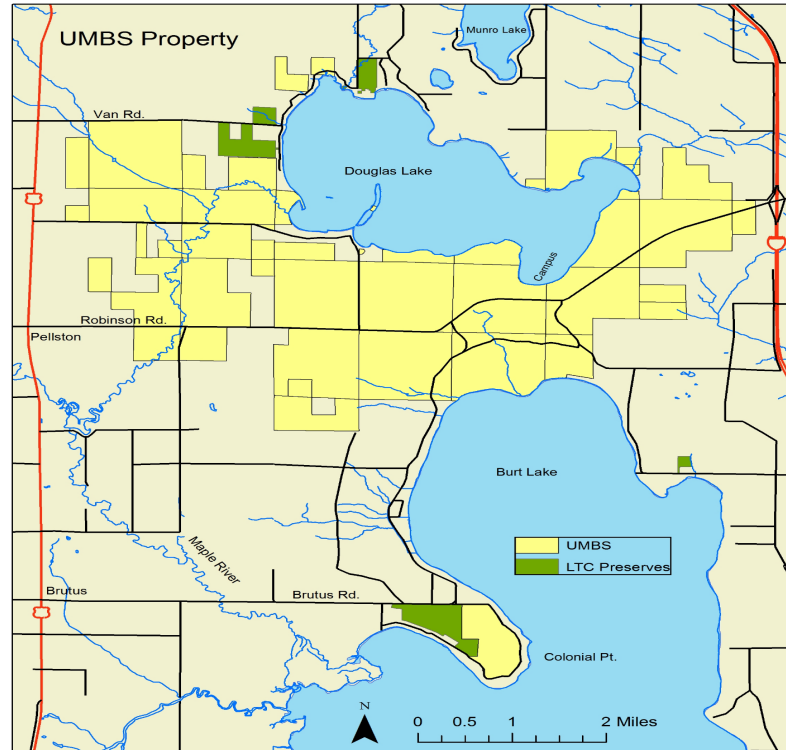 UMBS Property
Munro Lake
Van Rd.
Douglas Lake
Campus
Robinson Rd.
Pellston
Burt Lake
UMBS
LTC Preserves
Maple River
Brutus
Brutus Rd.
Colonial Pt.
N
0 0.5 1 2 Miles